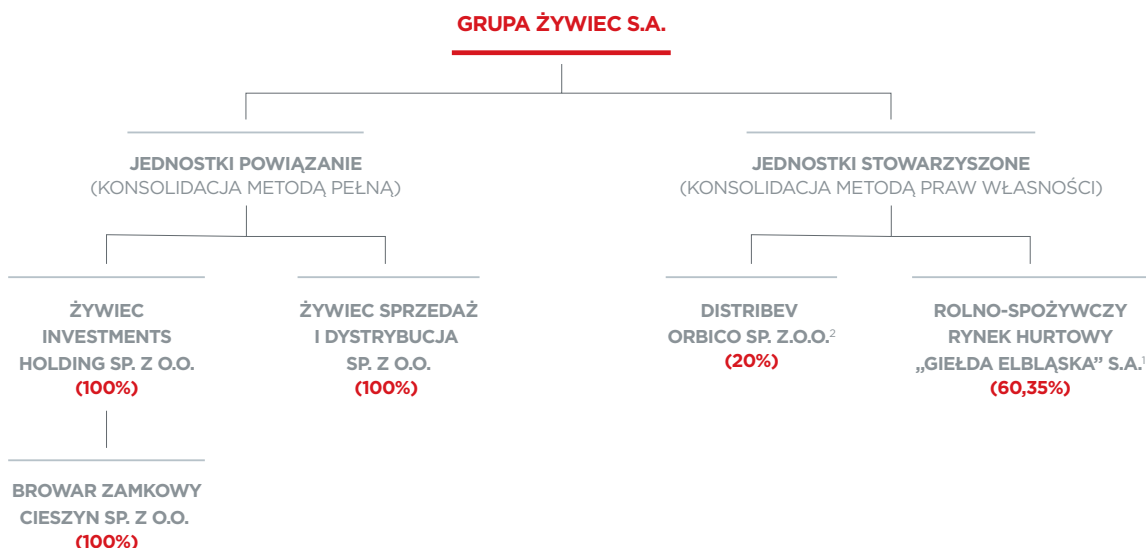 GRUPA ŻYWIEC S.A.
JEDNOSTKI POWIĄZANIE
(KONSOLIDACJA METODĄ PEŁNĄ)
JEDNOSTKI STOWARZYSZONE
(KONSOLIDACJA METODĄ PRAW WŁASNOŚCI)
ŻYWIEC
INVESTMENTS
HOLDING SP. Z O.O.
(100%)
ŻYWIEC SPRZEDAŻ
I DYSTRYBUCJA
SP. Z O.O.
(100%)
DISTRIBEV
ORBICO SP. Z.O.O.²
(20%)
ROLNO-SPOŻYWCZY
RYNEK HURTOWY
„GIEŁDA ELBLĄSKA” S.A.¹
(60,35%)
BROWAR ZAMKOWY
CIESZYN SP. Z O.O.
(100%)